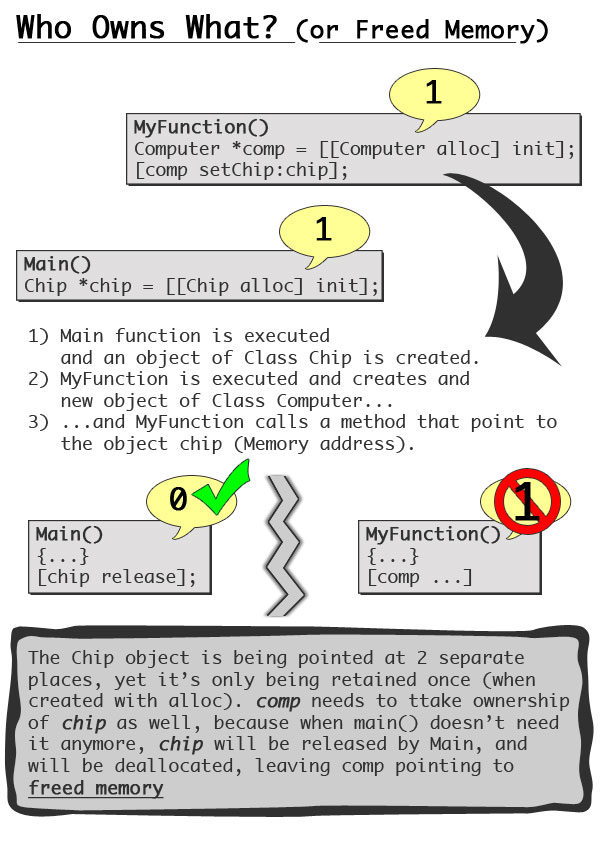 Who Owns What? (or Freed Memory)
1
MyFunction()
Computer *comp = [[Computer alloc] init];
[comp setChip:chip];
1
Main()
Chip *chip = [[Chip alloc] init];
1) Main function is executed
and an object of Class Chip is created.
2) MyFunction is executed and creates and
new object of Class Computer...
3) ...and MyFunction calls a method that point to
the object chip (Memory address).
0
Main()
{...}
[chip release];
1
MyFunction()
{...}
[comp ...]
The Chip object is being pointed at 2 separate
places, yet it’s only being retained once (when
created with alloc). comp needs to ttake ownership
of chip as well, because when main() doesn’t need
it anymore, chip will be released by Main, and
will be deallocated, leaving comp pointing to
freed memory